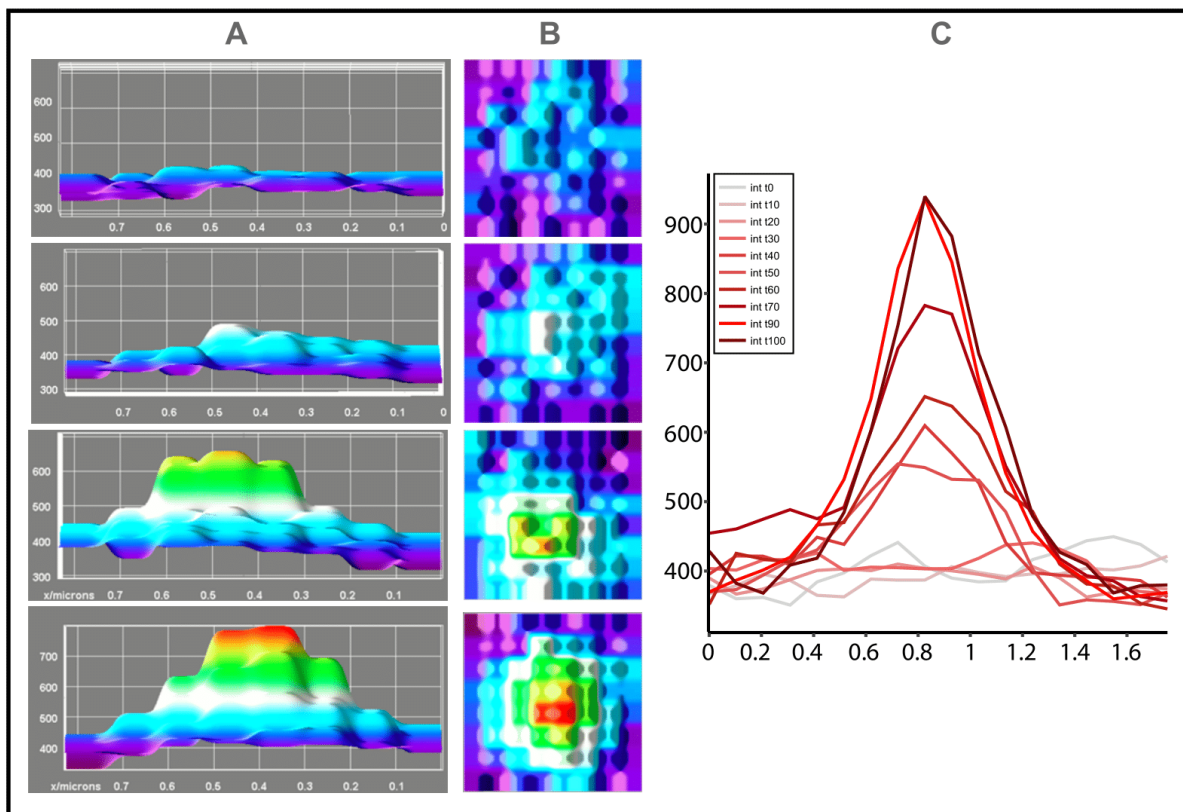 A
B
C
600
500
400
300
0.7 0.6 0.5 0.4 0.3 0.2 0.1 0
600
500
400
300
0.7 0.6 0.5 0.4 0.3 0.2 0.1 0
600
500
400
300
x/microns 0.7 0.6 0.5 0.4 0.3 0.2 0.1
700
600
500
400
x/microns 0.7 0.6 0.5 0.4 0.3 0.2 0.1
int t0
int t10
int t20
int t30
int t40
int t50
int t60
int t70
int t90
int t100
900
800
700
600
500
400
0 0.2 0.4 0.6 0.8 1 1.2 1.4 1.6